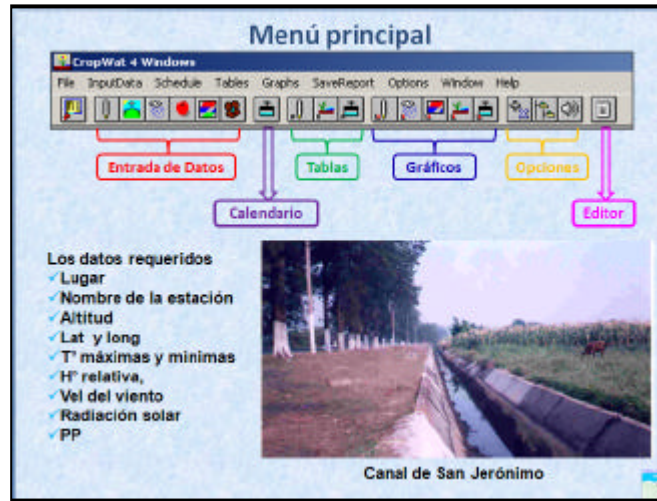 Menú principal
CropWat 4 Windows
File InputData Schedule Tables Graphs SaveReport Options Window Help
Entrada de Datos
Tablas
Gráficos
Opciones
Calendario
Editor
Los datos requeridos
Lugar
Nombre de la estación
Altitud
Lat y long
T° máximas y minimas
H° relativa,
Vel del viento
Radiación solar
PP
Canal de San Jerónimo